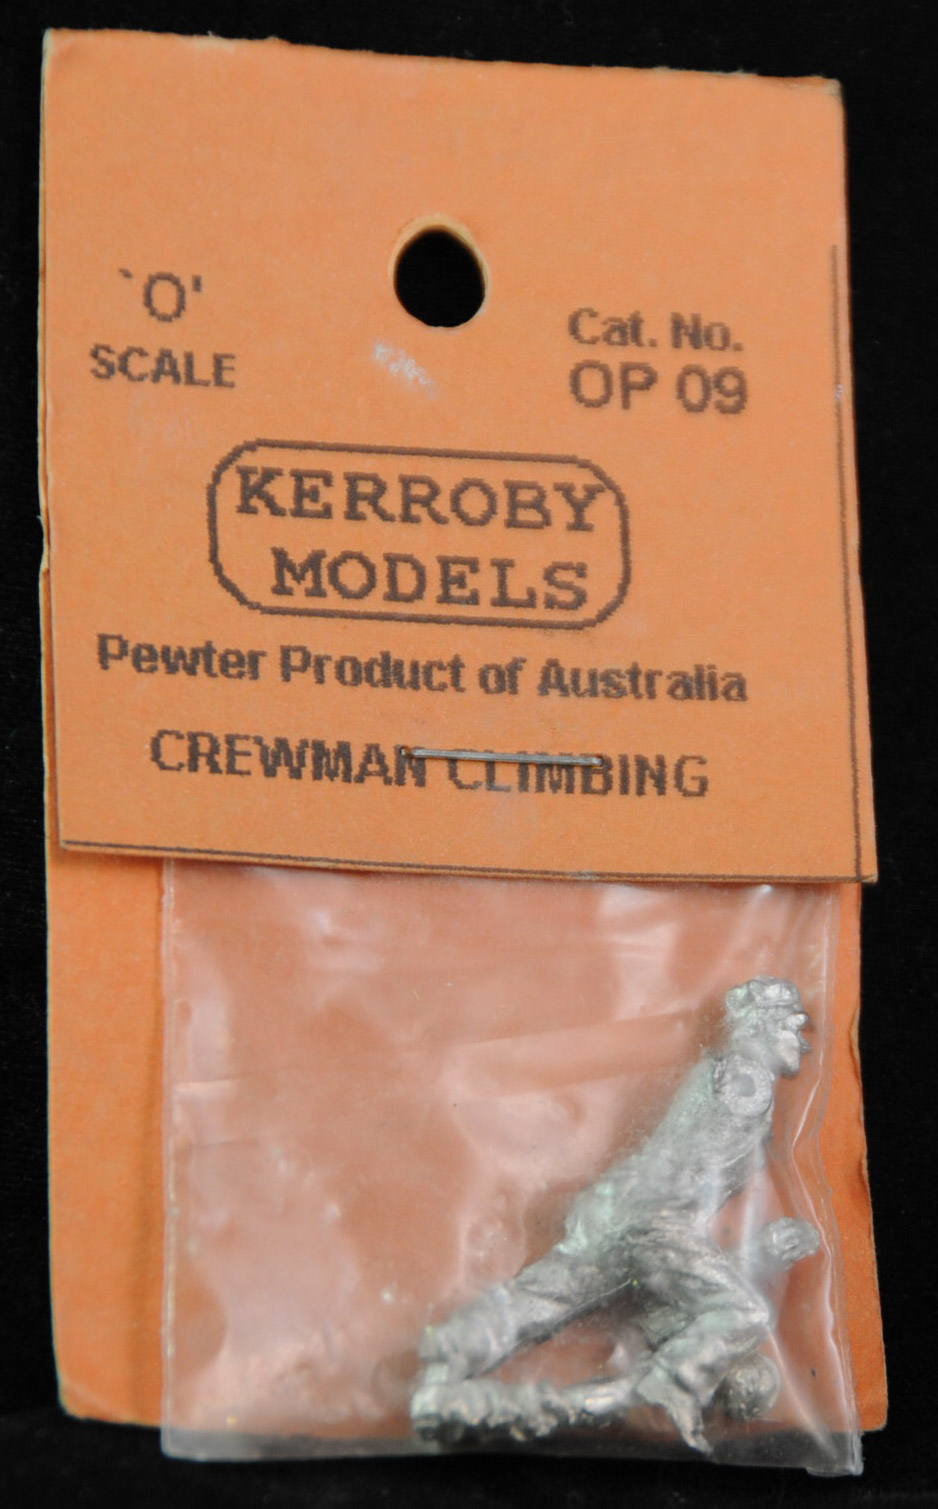 `O'
SCALE
Cat. No.
OP 09
KERROBY
MODELS
Pewter Product of Australia
CREWMAN CLIMBING